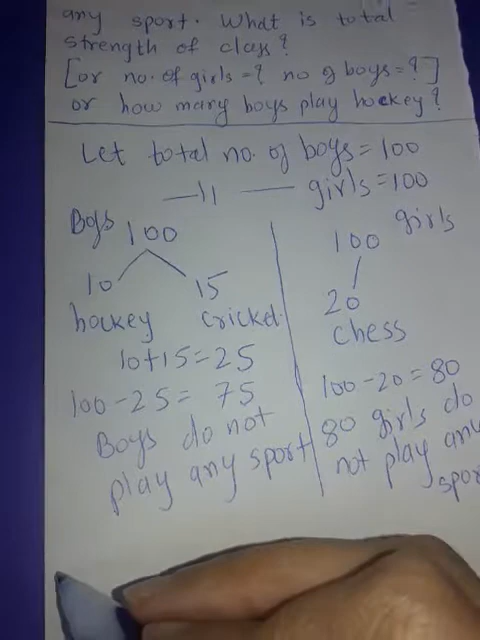 any sport. What is total
strength of class?
[or no. of girls =? no of boys=?]
or how many boys play hockey?
Let total no. of boys = 100
—11— girls=100
Boys 100
10 15
hockey cricket
10+15=25
100-25= 75
Boys do not
play any sport
girls
100
20
chess
100-20=80
80 girls do
not play any
spor